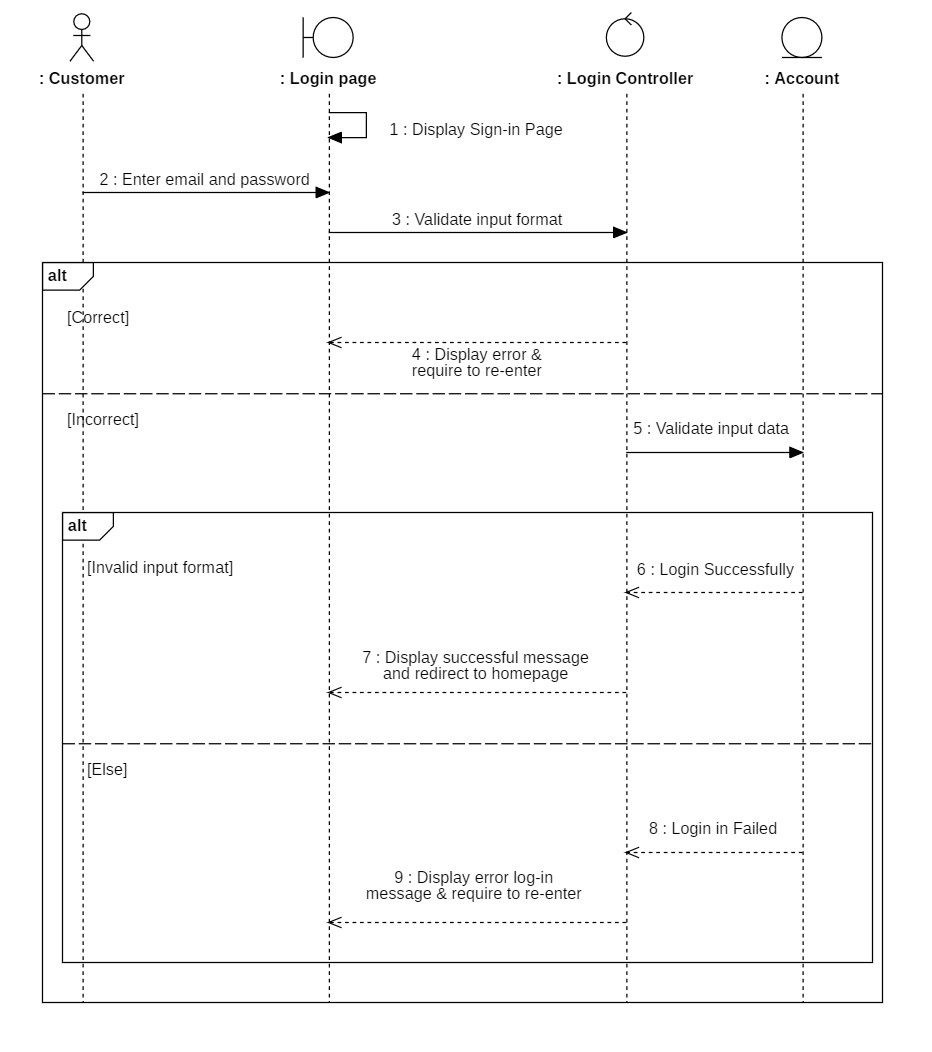 : Customer
: Login page
: Login Controller
: Account
1 : Display Sign-in Page
2 : Enter email and password
3 : Validate input format
alt
[Correct]
4 : Display error &
require to re-enter
[Incorrect]
5 : Validate input data
alt
[Invalid input format]
6 : Login Successfully
7 : Display successful message
and redirect to homepage
[Else]
8 : Login in Failed
9 : Display error log-in
message & require to re-enter